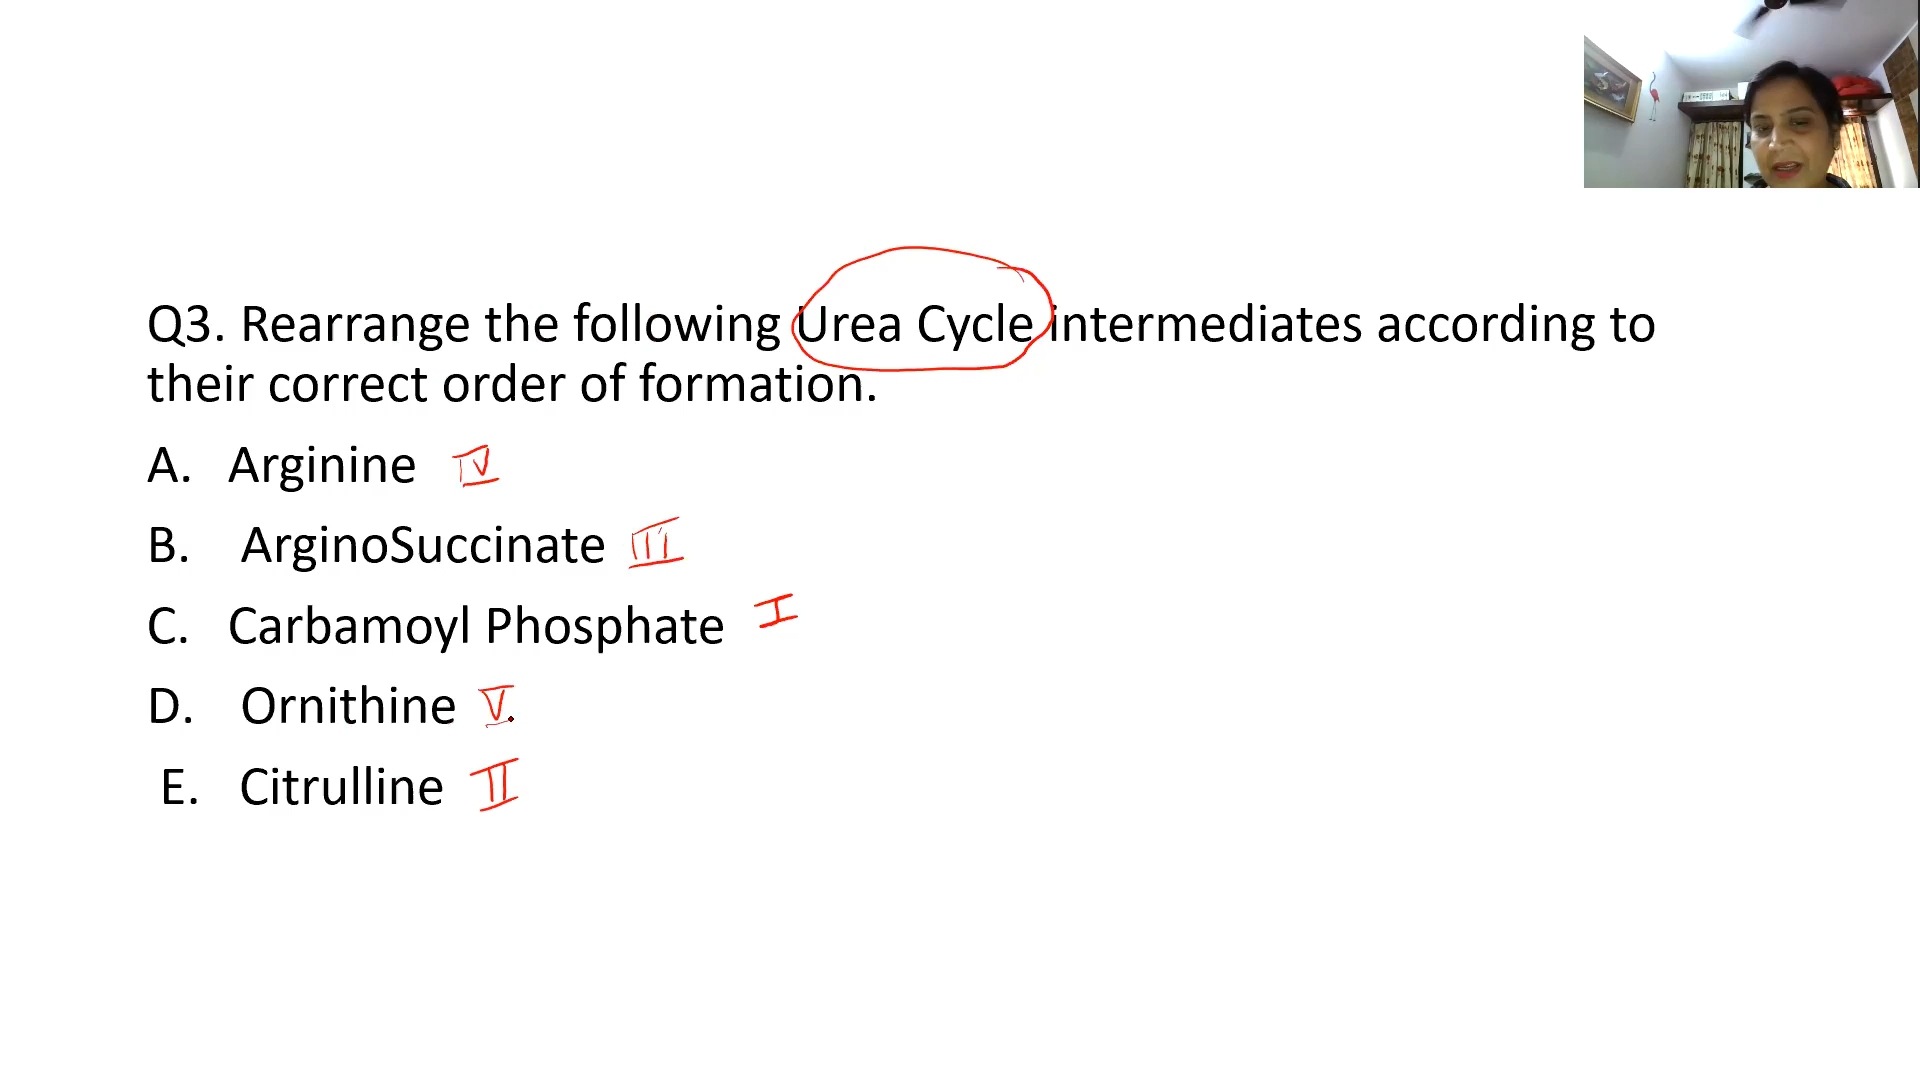 Q3. Rearrange the following Urea Cycle intermediates according to
their correct order of formation.
A. Arginine IV
B. ArginoSuccinate III
C. Carbamoyl Phosphate I
D. Ornithine V
E. Citrulline II